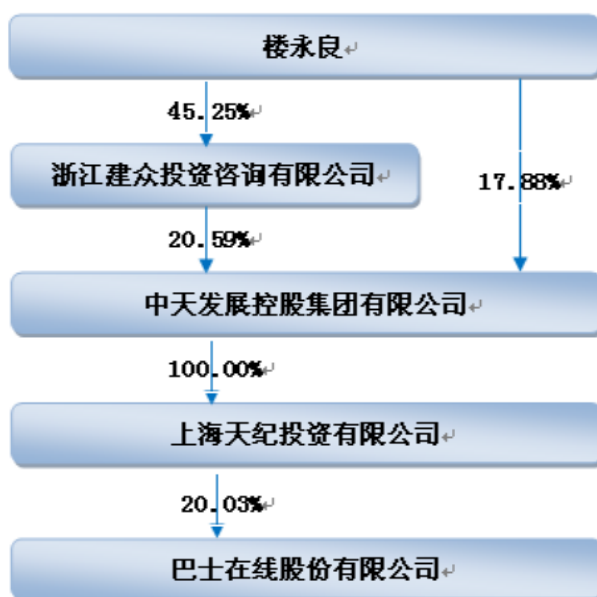 楼永良
45.25%
浙江建众投资咨询有限公司
17.88%
20.59%
中天发展控股集团有限公司
100.00%
上海天纪投资有限公司
20.03%
巴士在线股份有限公司